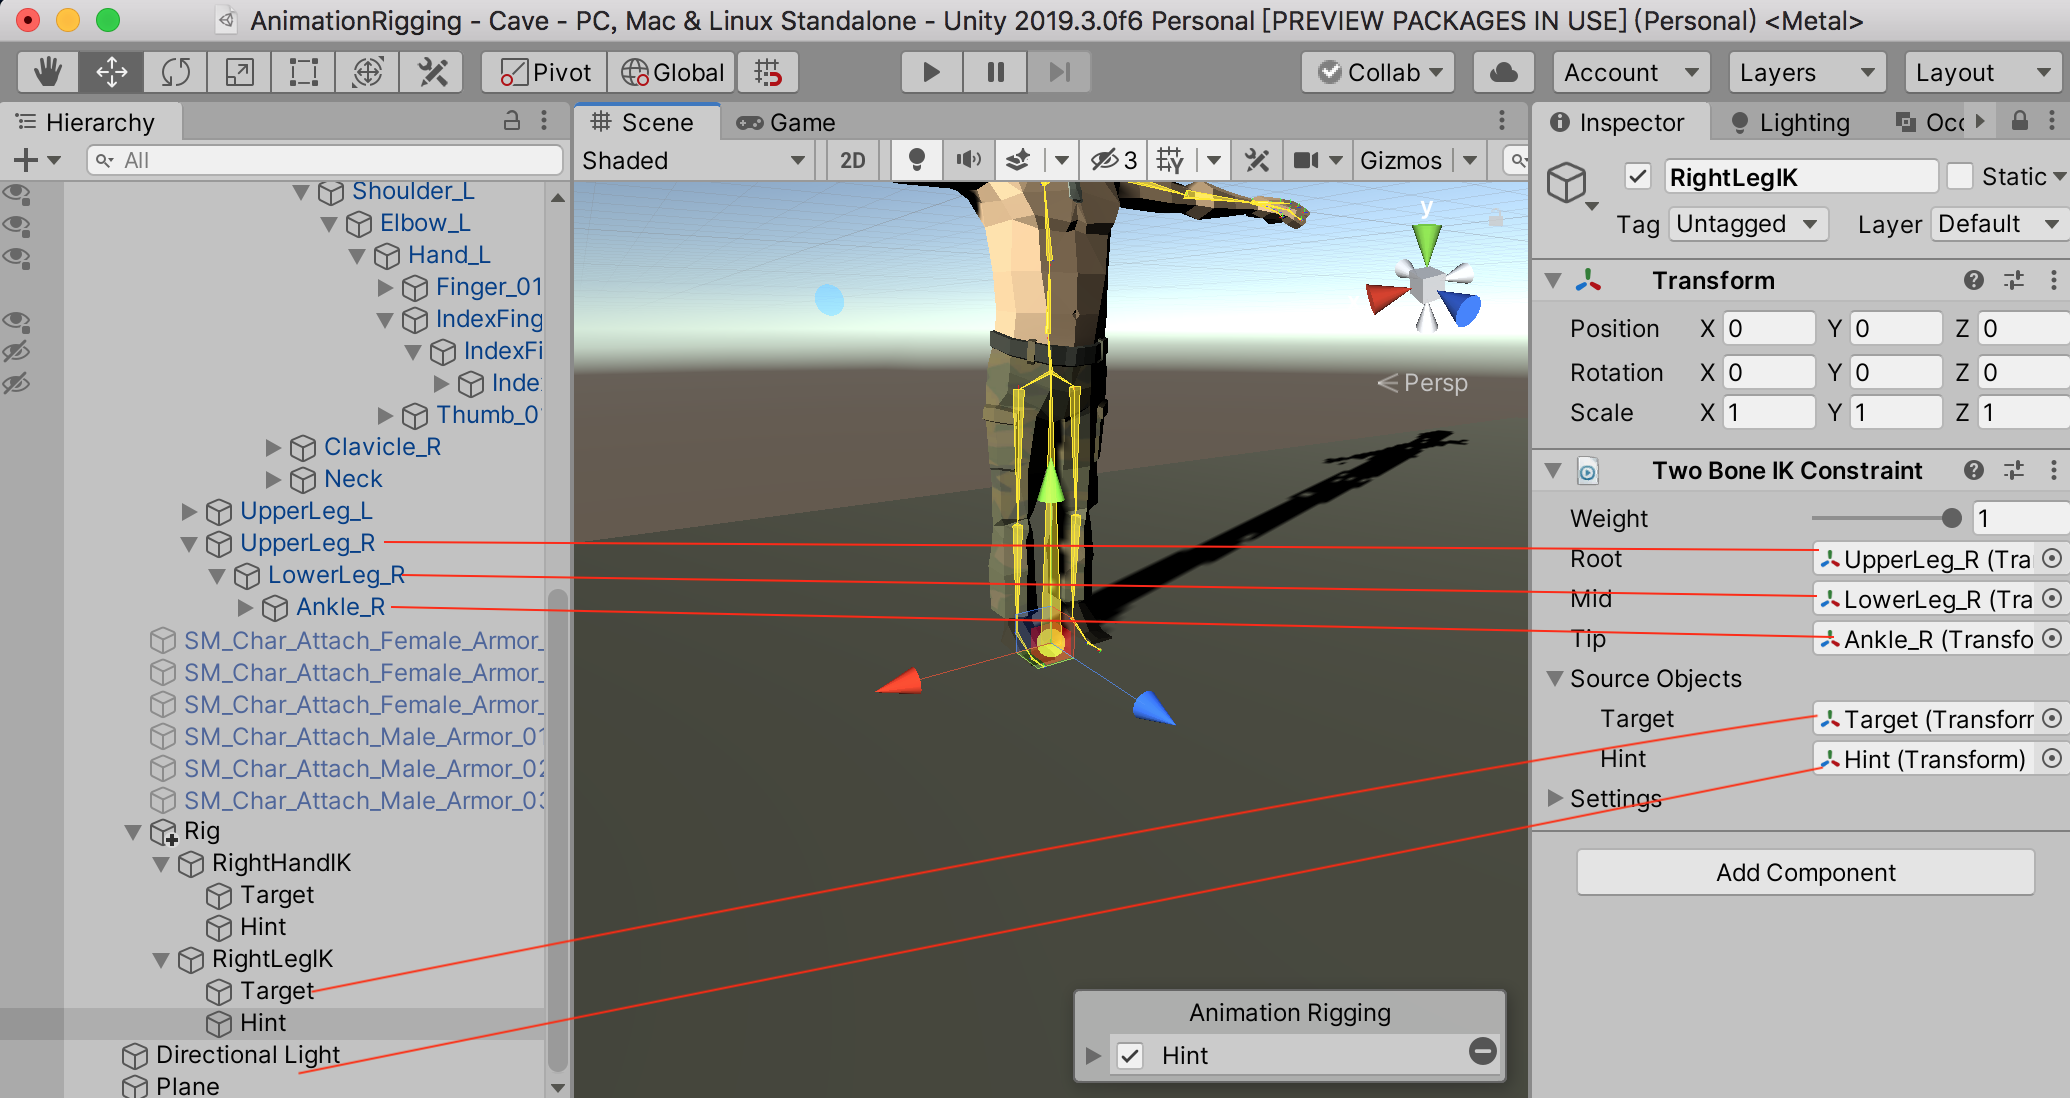 AnimationRigging - Cave - PC, Mac & Linux Standalone - Unity 2019.3.0f6 Personal [PREVIEW PACKAGES IN USE] (Personal) <Metal>
Pivot Global Collab Account Layers Layout
Hierarchy
All
Shoulder_L
Elbow_L
Hand_L
Finger_01
IndexFing
IndexFi
Inde
Thumb_0
Clavicle_R
Neck
UpperLeg_L
UpperLeg_R
LowerLeg_R
Ankle_R
SM_Char_Attach_Female_Armor_
SM_Char_Attach_Female_Armor_
SM_Char_Attach_Female_Armor_
SM_Char_Attach_Male_Armor_01
SM_Char_Attach_Male_Armor_02
SM_Char_Attach_Male_Armor_03
Rig
RightHandIK
Target
Hint
RightLegIK
Target
Hint
Directional Light
Plane
Scene Game
Shaded 2D 3 Gizmos
y
Persp
Animation Rigging
Hint
Inspector Lighting Occ
RightLegIK Static
Tag Untagged Layer Default
Transform
Position X 0 Y 0 Z 0
Rotation X 0 Y 0 Z 0
Scale X 1 Y 1 Z 1
Two Bone IK Constraint
Weight 1
Root UpperLeg_R (Tra
Mid LowerLeg_R (Tra
Tip Ankle_R (Transfo
Source Objects
Target Target (Transforr
Hint Hint (Transform)
Settings
Add Component